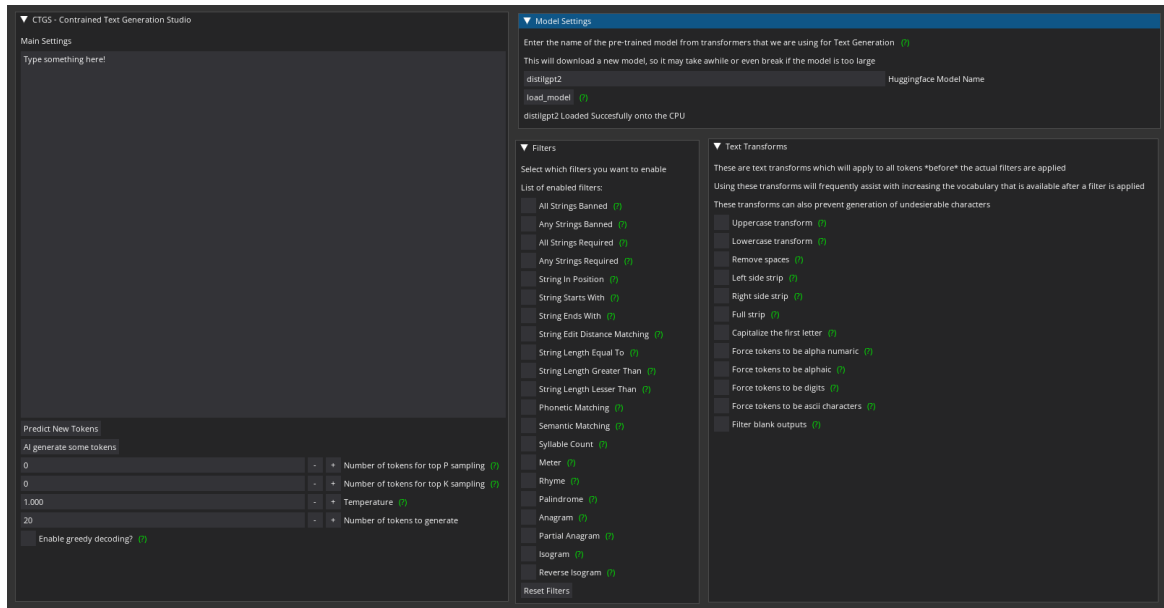 CTGS - Contrained Text Generation Studio
Main Settings
Type something here!
Predict New Tokens
AI generate some tokens
0 - + Number of tokens for top P sampling (?)
0 - + Number of tokens for top K sampling (?)
1.000 - + Temperature (?)
20 - + Number of tokens to generate
Enable greedy decoding? (?)
Model Settings
Enter the name of the pre-trained model from transformers that we are using for Text Generation (?)
This will download a new model, so it may take awhile or even break if the model is too large
distilgpt2 Huggingface Model Name
load_model (?)
distilgpt2 Loaded Succesfully onto the CPU
Filters
Select which filters you want to enable
List of enabled filters:
All Strings Banned (?)
Any Strings Banned (?)
All Strings Required (?)
Any Strings Required (?)
String In Position (?)
String Starts With (?)
String Ends With (?)
String Edit Distance Matching (?)
String Length Equal To (?)
String Length Greater Than (?)
String Length Lesser Than (?)
Phonetic Matching (?)
Semantic Matching (?)
Syllable Count (?)
Meter (?)
Rhyme (?)
Palindrome (?)
Anagram (?)
Partial Anagram (?)
Isogram (?)
Reverse Isogram (?)
Reset Filters
Text Transforms
These are text transforms which will apply to all tokens *before* the actual filters are applied
Using these transforms will frequently assist with increasing the vocabulary that is available after a filter is applied
These transforms can also prevent generation of undesierable characters
Uppercase transform (?)
Lowercase transform (?)
Remove spaces (?)
Left side strip (?)
Right side strip (?)
Full strip (?)
Capitalize the first letter (?)
Force tokens to be alpha numaric (?)
Force tokens to be alphaic (?)
Force tokens to be digits (?)
Force tokens to be ascii characters (?)
Filter blank outputs (?)